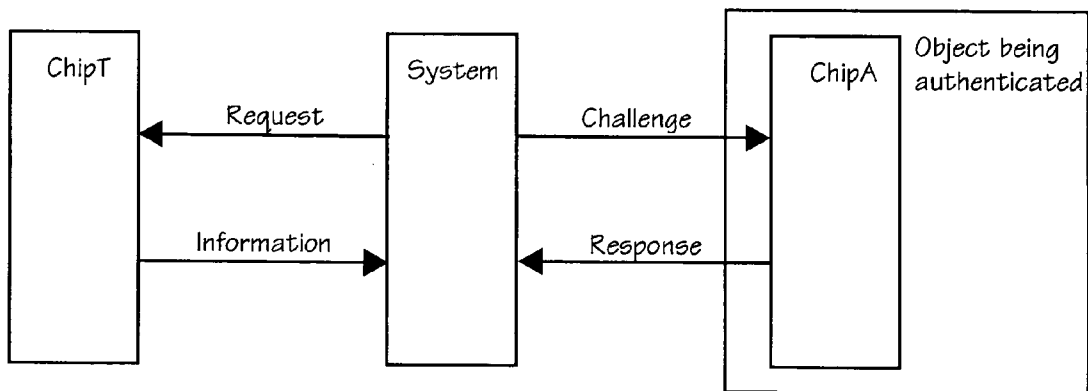 ChipT
System
ChipA
Object being
authenticated
Request
Challenge
Information
Response